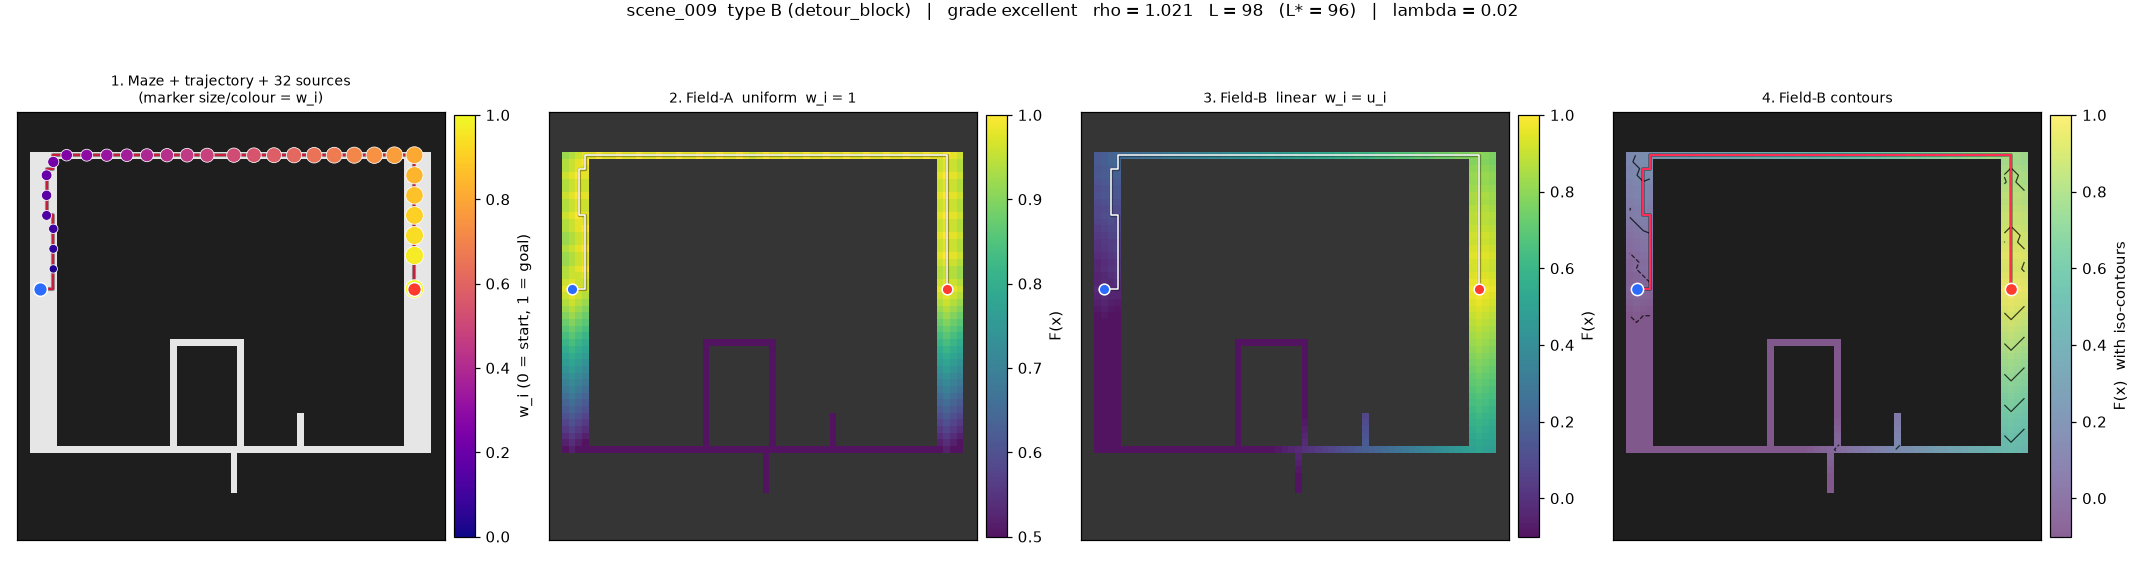 scene_009  type B (detour_block)   |   grade excellent   rho = 1.021   L = 98   (L* = 96)   |   lambda = 0.02
1. Maze + trajectory + 32 sources
(marker size/colour = w_i)
1.0
0.8
0.6
0.4
0.2
0.0
w_i (0 = start, 1 = goal)
2. Field-A  uniform  w_i = 1
1.0
0.9
0.8
0.7
0.6
0.5
F(x)
3. Field-B  linear  w_i = u_i
1.0
0.8
0.6
0.4
0.2
0.0
F(x)
4. Field-B contours
1.0
0.8
0.6
0.4
0.2
0.0
F(x)  with iso-contours